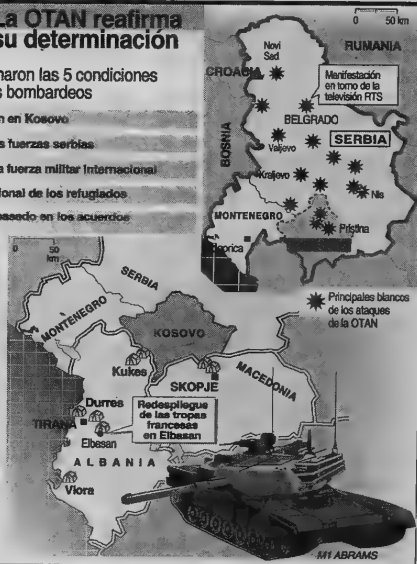 La OTAN reafirma
su determinación
naron las 5 condiciones
s bombardeos
n en Kosovo
s fuerzas serbias
a fuerza militar internacional
ional de los refugiados
basado en los acuerdos
0 50
km
RUMANIA
Novi
Sad
CROACIA
Manifestación
en torno de la
televisión RTS
BELGRADO
BOSNIA
SERBIA
Valjevo
Kraljevo
Nis
MONTENEGRO
Pristina
Principales blancos
de los ataques
de la OTAN
0 50
km
SERBIA
MONTENEGRO
KOSOVO
Kukes
SKOPJE
MACEDONIA
Durres
TIRANA
Redespliegue
de las tropas
francesas
en Elbasan
Elbasan
ALBANIA
Vlora
M1 ABRAMS